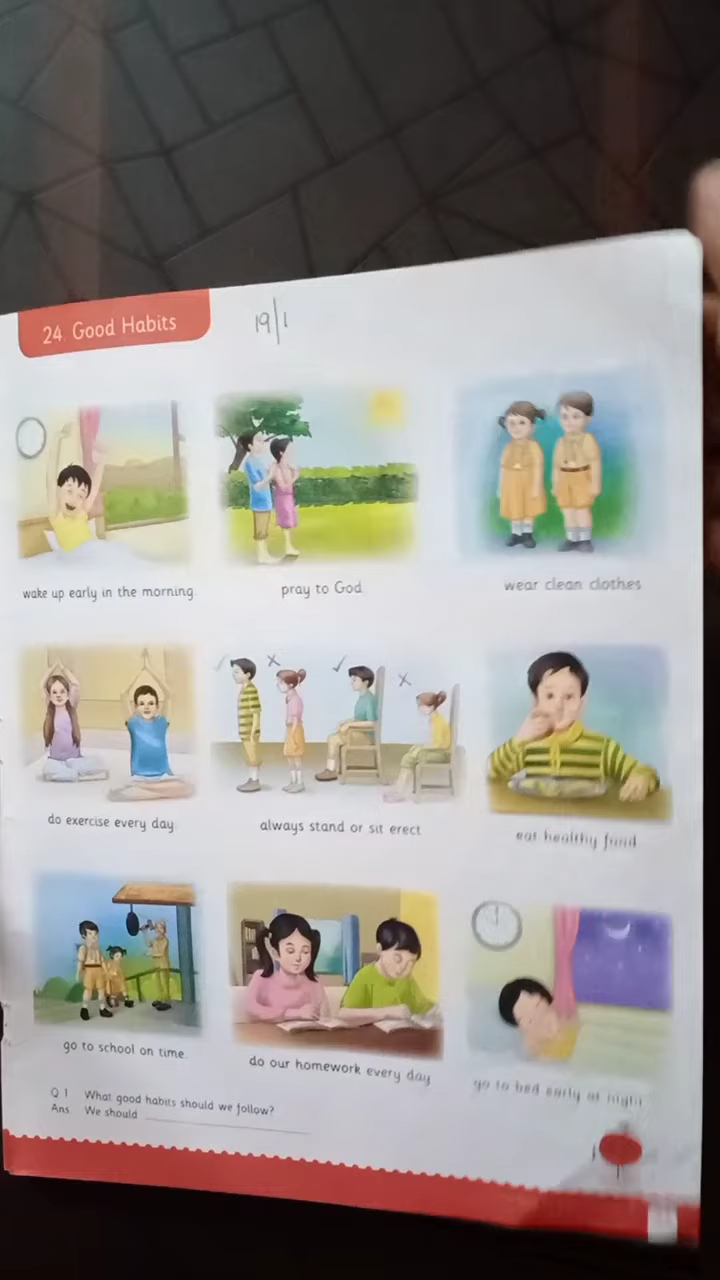 24. Good Habits
19/1
wake up early in the morning.
pray to God.
wear clean clothes
do exercise every day.
always stand or sit erect
eat healthy food
go to school on time.
do our homework every day
go to bed early at night
Q 1 What good habits should we follow?
Ans We should